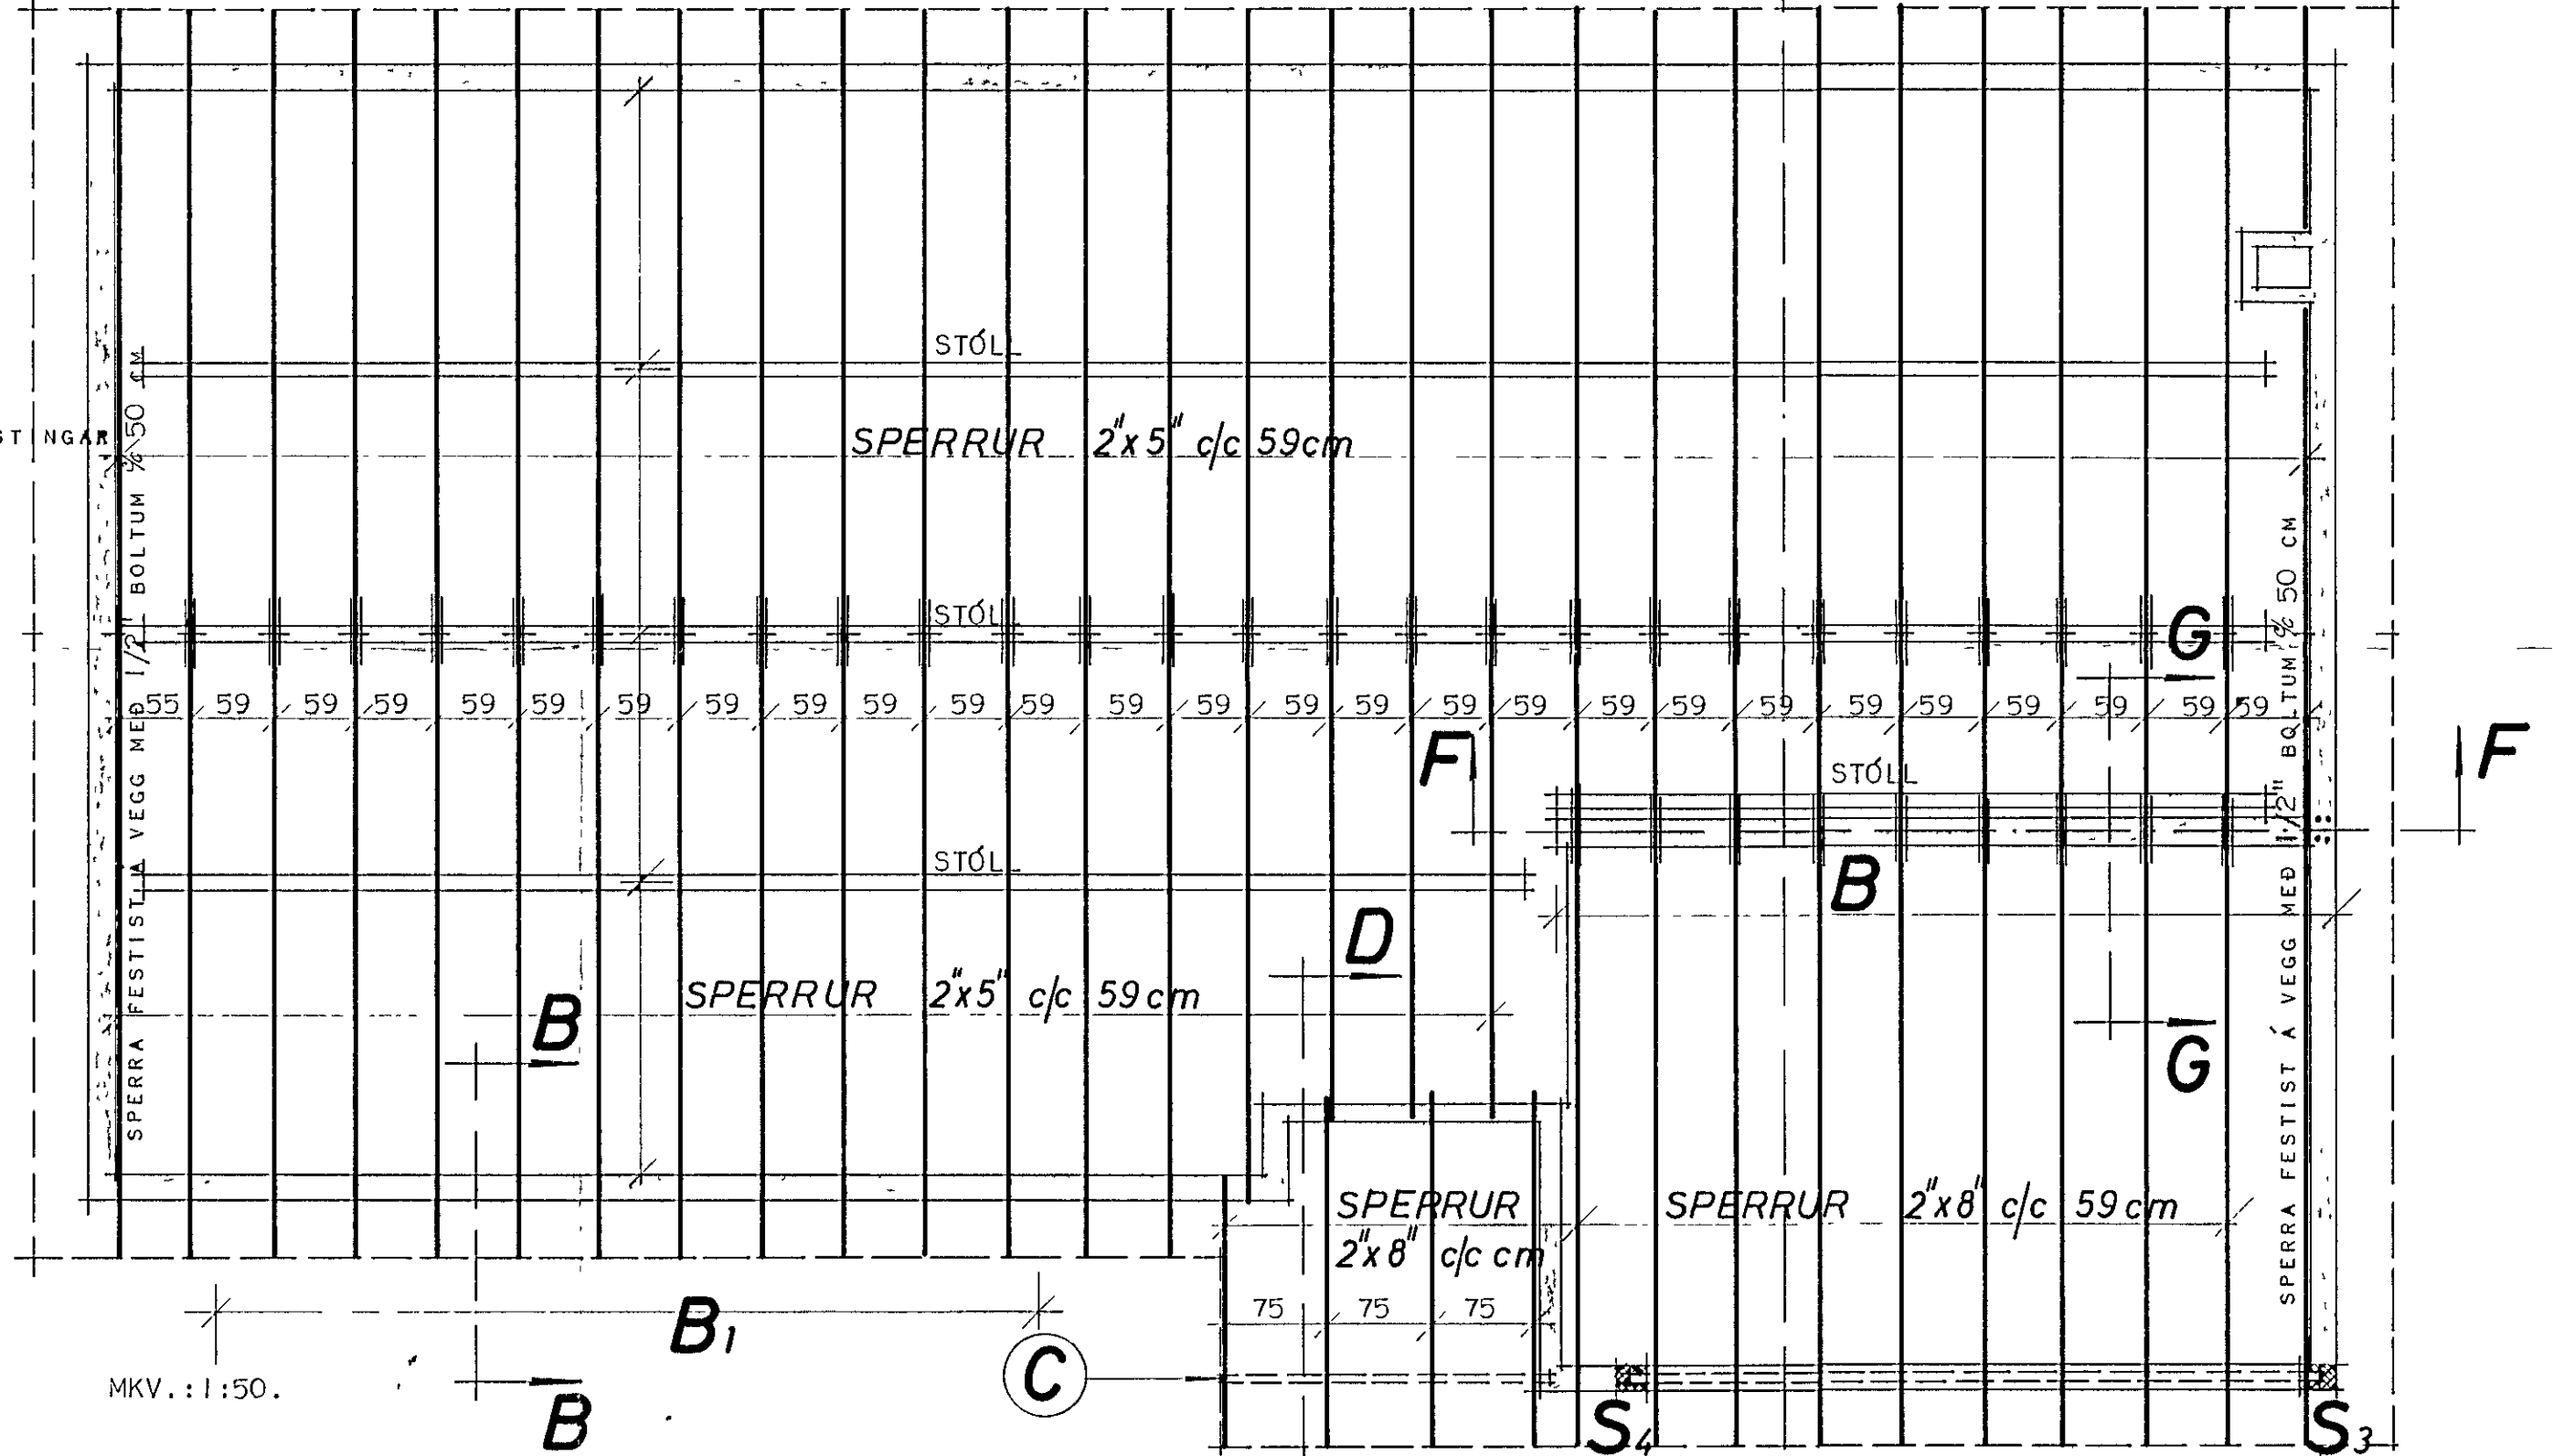 STÓLL
STINGAR
SPERRUR 2"x5" c/c 59cm
STÓLL
55 59 59 59 59 59 59 59 59 59 59 59 59 59 59 59 59 59 59 59 59 59 59 59 59 59 59
G
F
F
STÓLL
B
STÓLL
D
SPERRUR 2"x5" c/c 59cm
B
G
SPERRA FESTIST Á VEGG MEÐ 1/2" BOLTUM c/c 50 CM
SPERRA FESTIST Á VEGG MEÐ 1/2" BOLTUM c/c 50 CM
SPERRUR
2"x8" c/c cm
SPERRUR 2"x8" c/c 59cm
75 75 75
B1
C
MKV.:1:50.
B
S4
S3